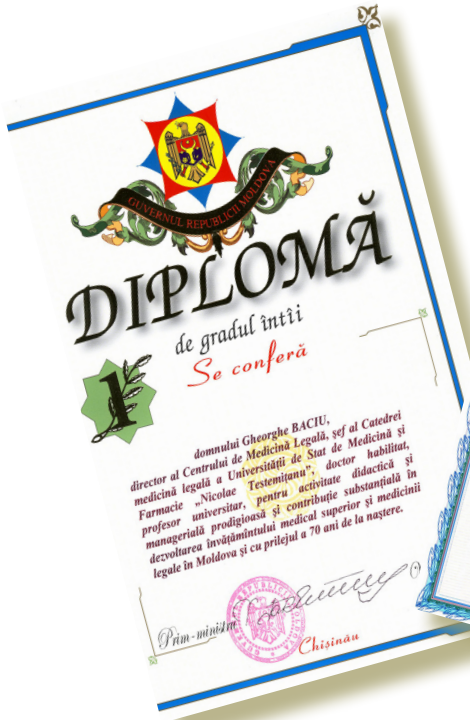 GUVERNUL REPUBLICII MOLDOVA
DIPLOMĂ
de gradul întîi
Se conferă
1
domnului Gheorghe BACIU,
director al Centrului de Medicină Legală, şef al Catedrei
medicină legală a Universităţii de Stat de Medicină şi
Farmacie „Nicolae Testemiţanu”, doctor habilitat,
profesor universitar, pentru activitate didactică şi
managerială prodigioasă şi contribuţie substanţială în
dezvoltarea învăţămîntului medical superior şi medicinii
legale în Moldova şi cu prilejul a 70 ani de la naştere.
Prim-ministru
Chişinău